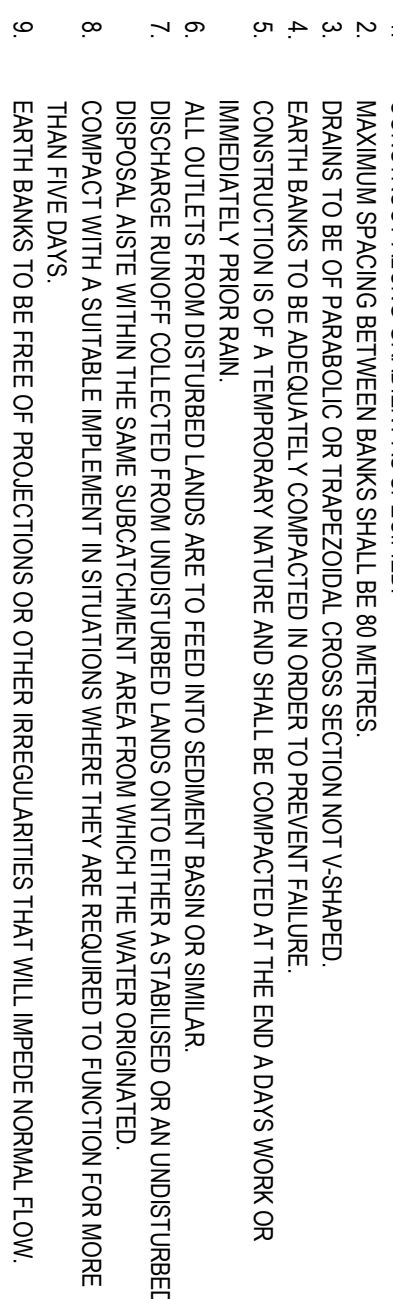 2. MAXIMUM SPACING BETWEEN BANKS SHALL BE 80 METRES.
3. DRAINS TO BE OF PARABOLIC OR TRAPEZOIDAL CROSS SECTION NOT V-SHAPED.
4. EARTH BANKS TO BE ADEQUATELY COMPACTED IN ORDER TO PREVENT FAILURE.
5. CONSTRUCTION IS OF A TEMPRORARY NATURE AND SHALL BE COMPACTED AT THE END A DAYS WORK OR
IMMEDIATELY PRIOR RAIN.
6. ALL OUTLETS FROM DISTURBED LANDS ARE TO FEED INTO SEDIMENT BASIN OR SIMILAR.
7. DISCHARGE RUNOFF COLLECTED FROM UNDISTURBED LANDS ONTO EITHER A STABILISED OR AN UNDISTURBED
DISPOSAL AISTE WITHIN THE SAME SUBCATCHMENT AREA FROM WHICH THE WATER ORIGINATED.
8. COMPACT WITH A SUITABLE IMPLEMENT IN SITUATIONS WHERE THEY ARE REQUIRED TO FUNCTION FOR MORE
THAN FIVE DAYS.
9. EARTH BANKS TO BE FREE OF PROJECTIONS OR OTHER IRREGULARITIES THAT WILL IMPEDE NORMAL FLOW.